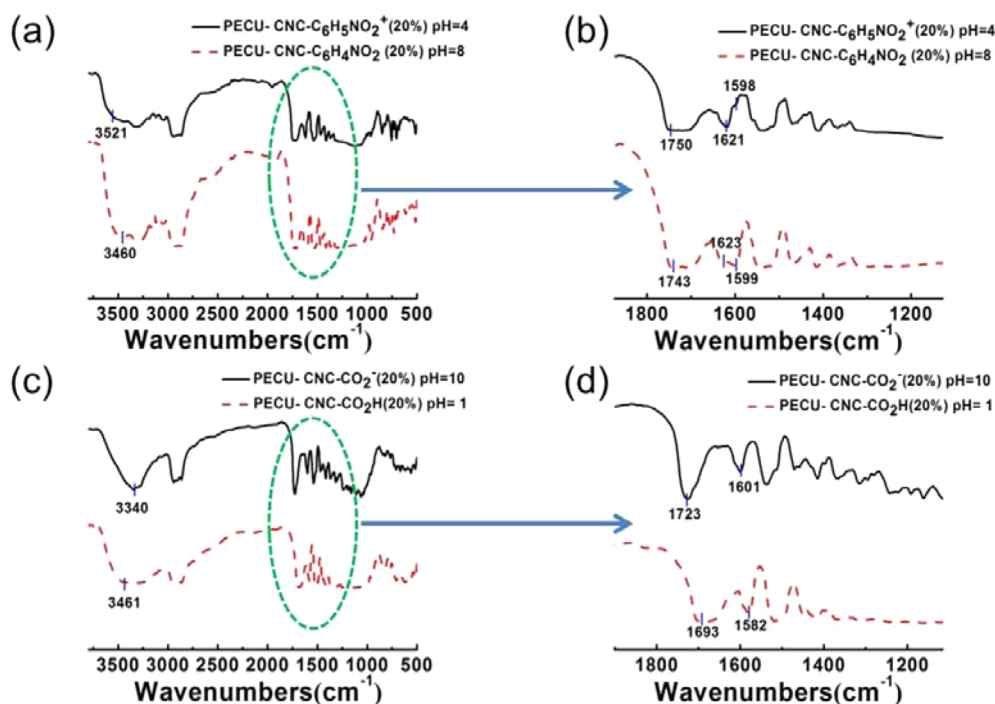 (a)
PECU- CNC-C₆H₅NO₂⁺ (20%) pH=4
PECU- CNC-C₆H₄NO₂ (20%) pH=8
3521
3460
3500 3000 2500 2000 1500 1000 500
Wavenumbers(cm⁻¹)
(b)
PECU- CNC-C₆H₅NO₂⁺ (20%) pH=4
PECU- CNC-C₆H₄NO₂ (20%) pH=8
1598
1750
1621
1623
1743
1599
1800 1600 1400 1200
Wavenumbers(cm⁻¹)
(c)
PECU- CNC-CO₂⁻(20%) pH=10
PECU- CNC-CO₂H(20%) pH= 1
3340
3461
3500 3000 2500 2000 1500 1000 500
Wavenumbers(cm⁻¹)
(d)
PECU- CNC-CO₂⁻(20%) pH=10
PECU- CNC-CO₂H(20%) pH= 1
1601
1723
1693
1582
1800 1600 1400 1200
Wavenumbers(cm⁻¹)